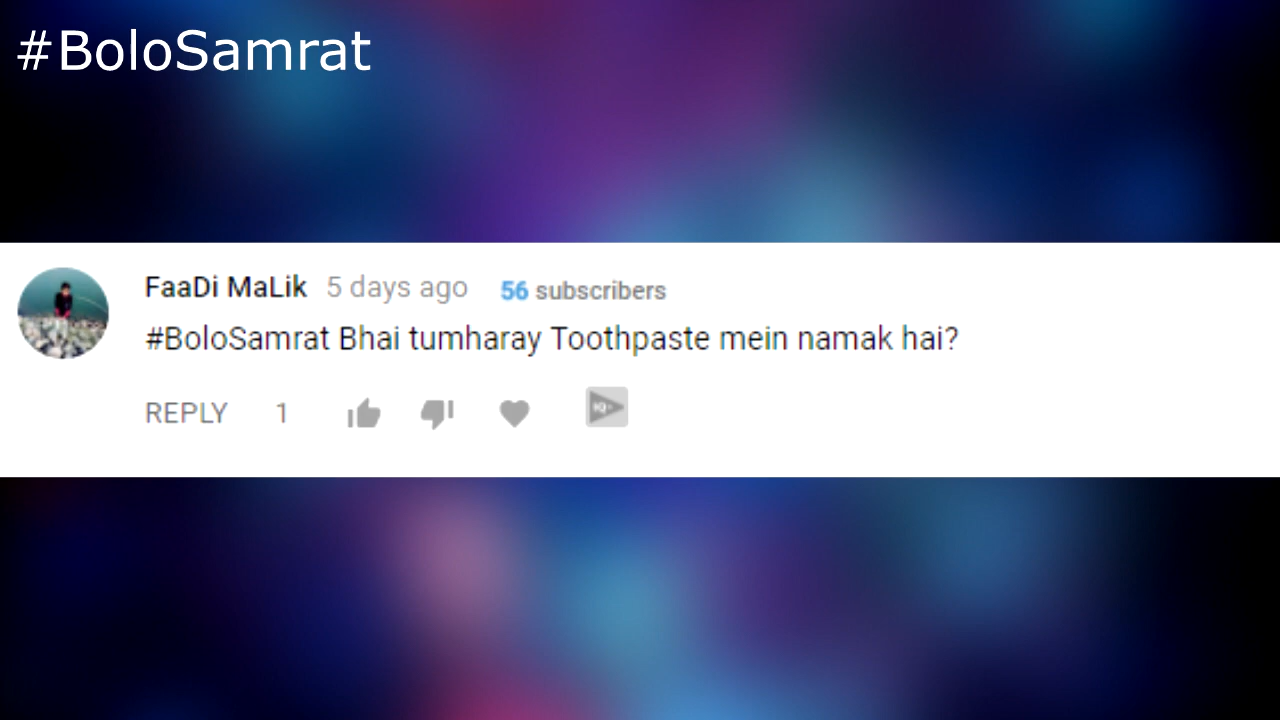 #BoloSamrat
FaaDi MaLik 5 days ago 56 subscribers
#BoloSamrat Bhai tumharay Toothpaste mein namak hai?
REPLY 1